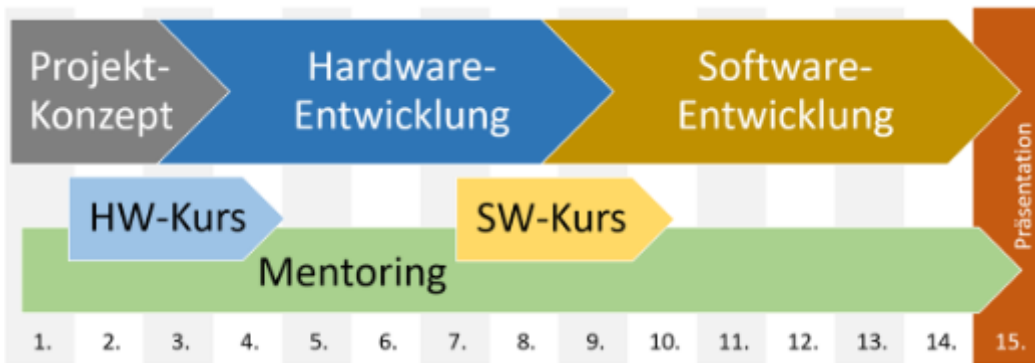 Projekt-
Konzept
Hardware-
Entwicklung
Software-
Entwicklung
Präsentation
HW-Kurs
SW-Kurs
Mentoring
1. 2. 3. 4. 5. 6. 7. 8. 9. 10. 11. 12. 13. 14. 15.